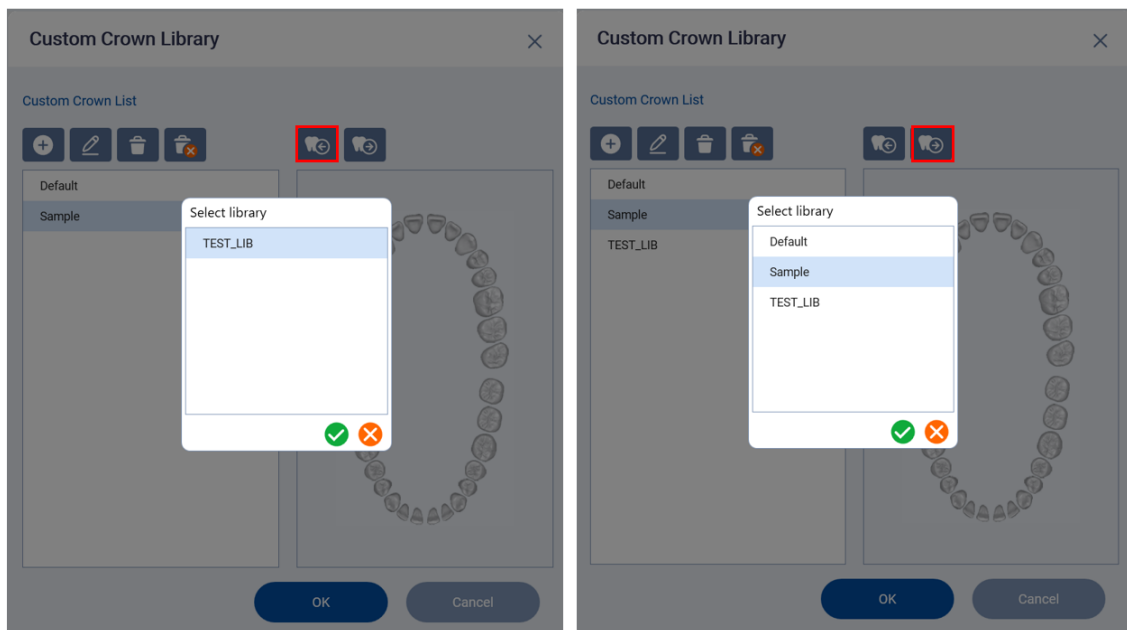 Custom Crown Library
Custom Crown List
Default
Sample
Select library
TEST_LIB
OK
Cancel
Custom Crown Library
Custom Crown List
Default
Sample
TEST_LIB
Select library
Default
Sample
TEST_LIB
OK
Cancel